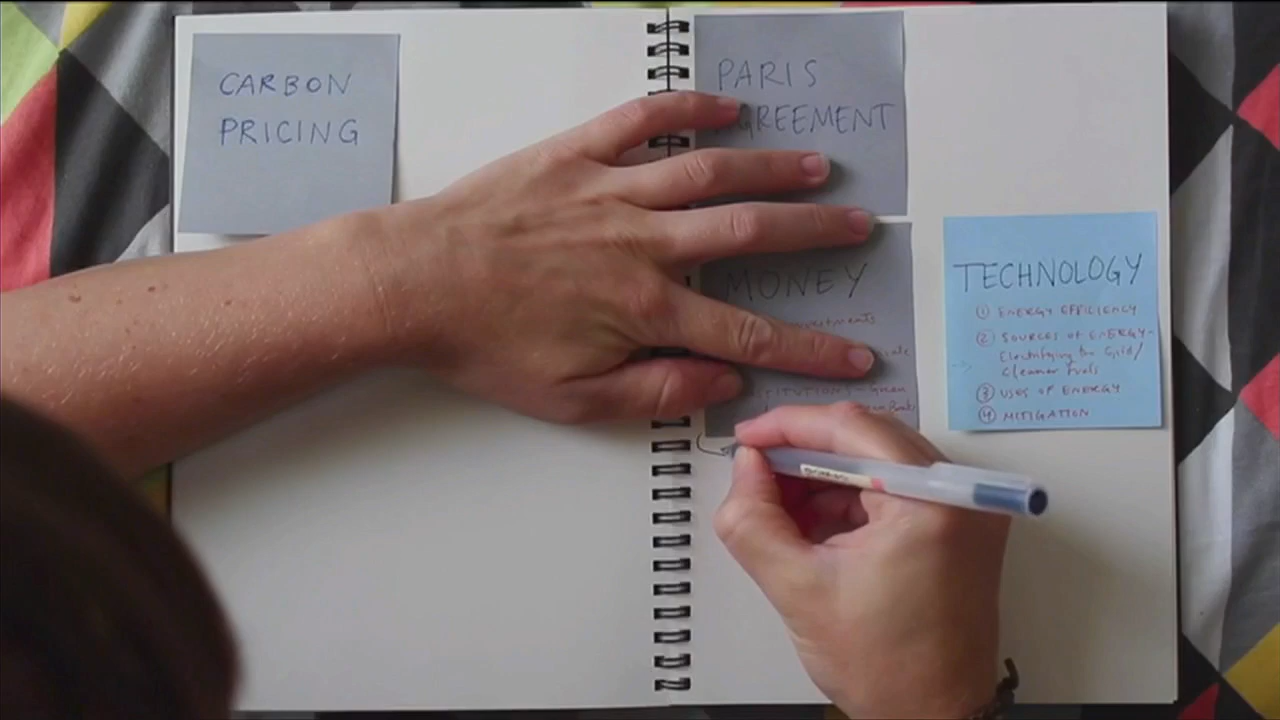 CARBON
PRICING
PARIS
AGREEMENT
MONEY
TECHNOLOGY
① ENERGY EFFICIENCY
② SOURCES of ENERGY-
Electrifying the Grid/
Cleaner Fuels
③ USES OF ENERGY
④ MITIGATION